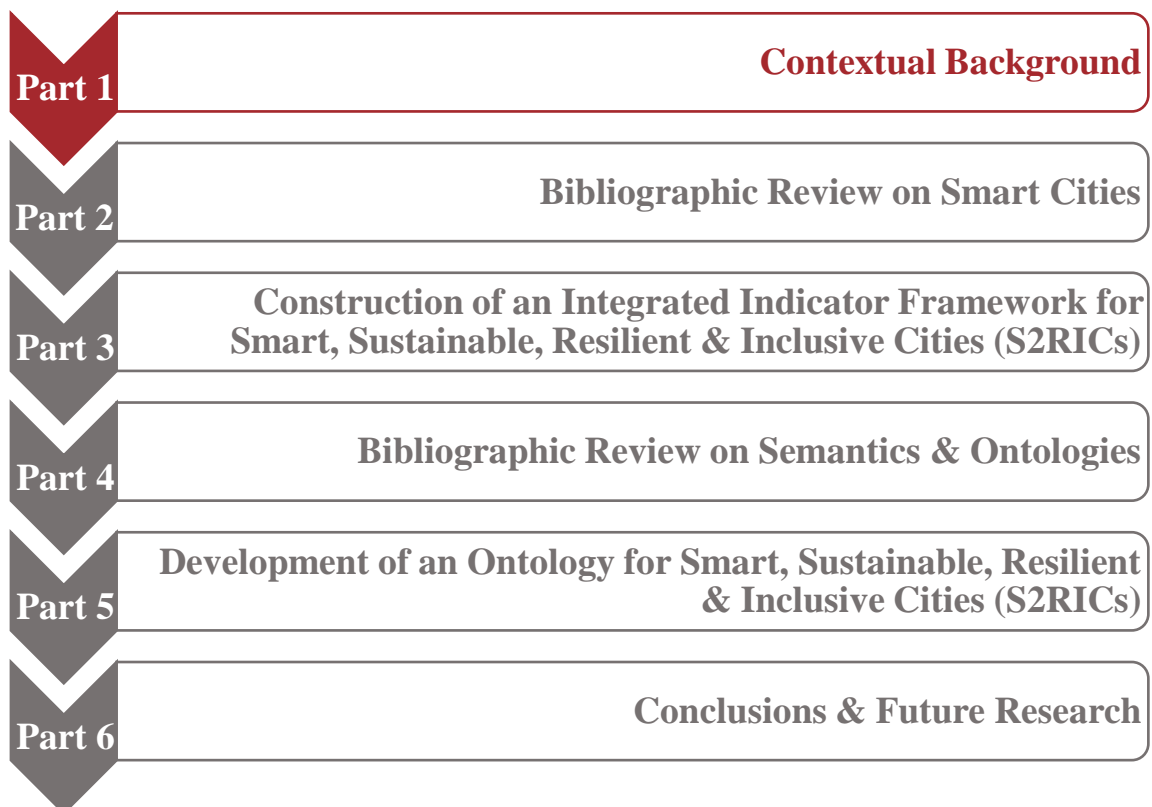 Part 1
Contextual Background
Part 2
Bibliographic Review on Smart Cities
Part 3
Construction of an Integrated Indicator Framework for
Smart, Sustainable, Resilient & Inclusive Cities (S2RICs)
Part 4
Bibliographic Review on Semantics & Ontologies
Part 5
Development of an Ontology for Smart, Sustainable, Resilient
& Inclusive Cities (S2RICs)
Part 6
Conclusions & Future Research